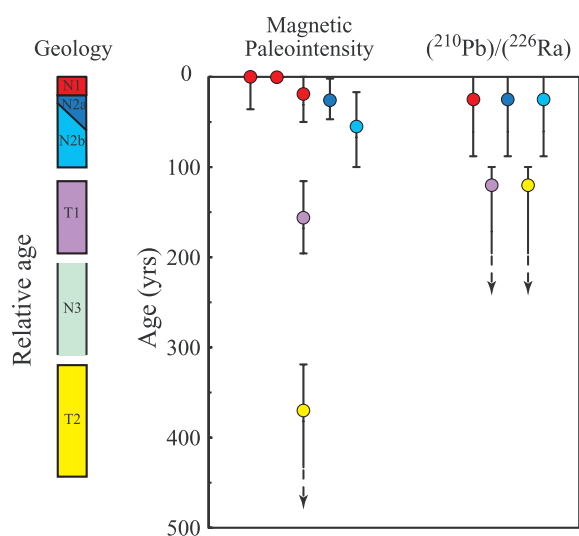 Geology
Magnetic
Paleointensity
(²¹⁰Pb)/(²²⁶Ra)
N1
N2a
N2b
T1
N3
T2
Relative age
Age (yrs)
0
100
200
300
400
500